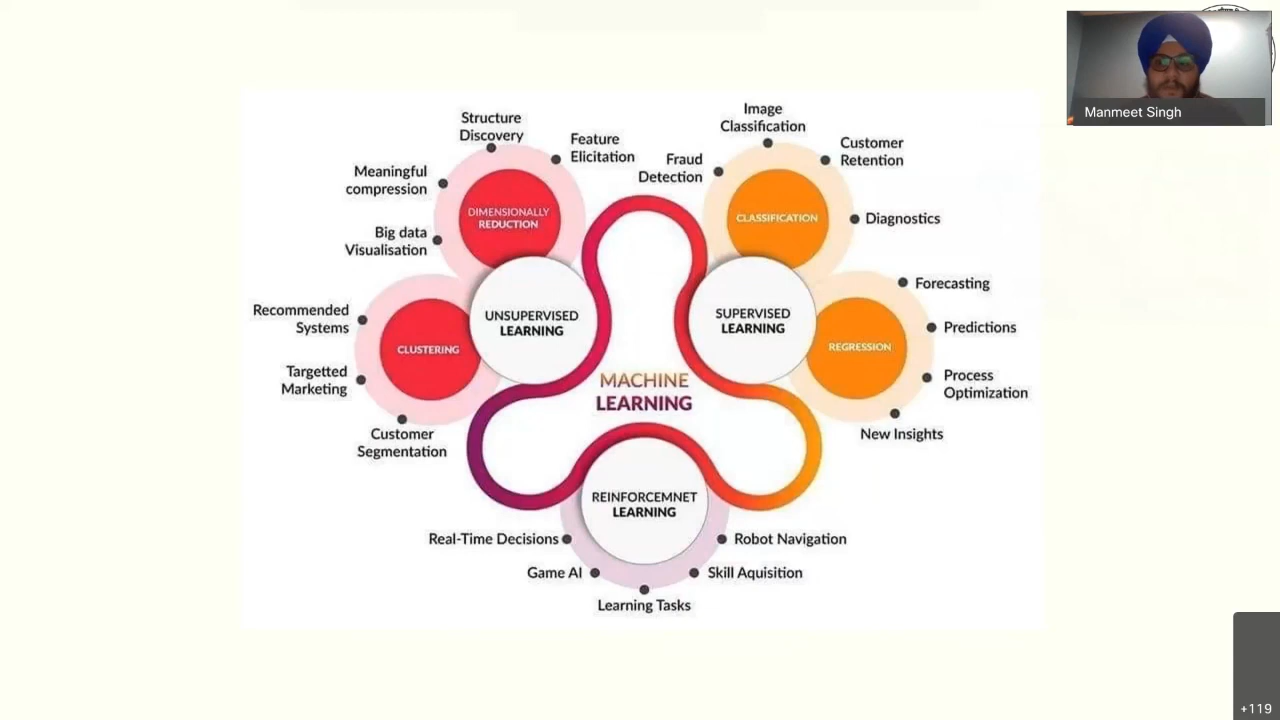 Manmeet Singh
Structure
Discovery
Feature
Elicitation
Meaningful
compression
DIMENSIONALLY
REDUCTION
Big data
Visualisation
Recommended
Systems
Targetted
Marketing
Customer
Segmentation
CLUSTERING
UNSUPERVISED
LEARNING
Image
Classification
Fraud
Detection
Customer
Retention
CLASSIFICATION
Diagnostics
SUPERVISED
LEARNING
Forecasting
Predictions
REGRESSION
Process
Optimization
New Insights
MACHINE
LEARNING
REINFORCEMNET
LEARNING
Real-Time Decisions
Robot Navigation
Game AI
Skill Aquisition
Learning Tasks
+119